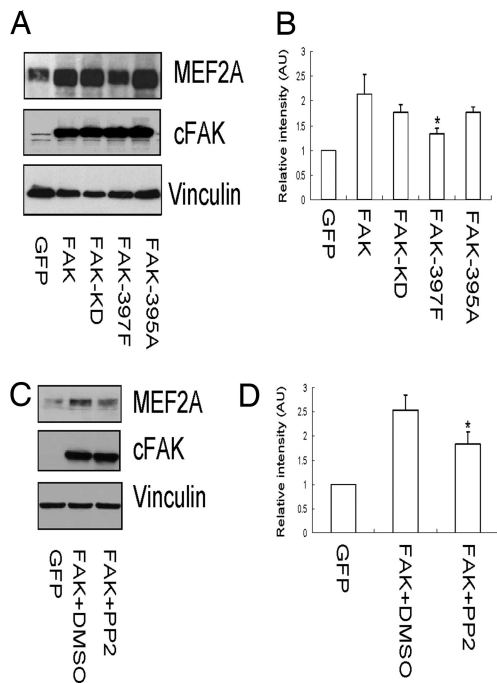 A
MEF2A
cFAK
Vinculin
GFP
FAK
FAK-KD
FAK-397F
FAK-395A
B
Relative intensity (AU)
3
2.5
2
1.5
1
0.5
0
*
GFP
FAK
FAK-KD
FAK-397F
FAK-395A
C
MEF2A
cFAK
Vinculin
GFP
FAK+DMSO
FAK+PP2
D
Relative intensity (AU)
3
2.5
2
1.5
1
0.5
0
*
GFP
FAK+DMSO
FAK+PP2